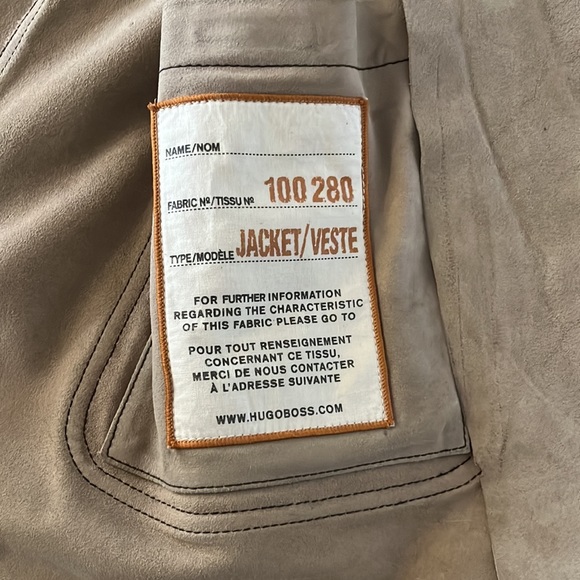 NAME/NOM
FABRIC Nº/TISSU Nº 100 280
TYPE/MODÈLE JACKET/VESTE
FOR FURTHER INFORMATION
REGARDING THE CHARACTERISTIC
OF THIS FABRIC PLEASE GO TO
POUR TOUT RENSEIGNEMENT
CONCERNANT CE TISSU,
MERCI DE NOUS CONTACTER
À L'ADRESSE SUIVANTE
WWW.HUGOBOSS.COM